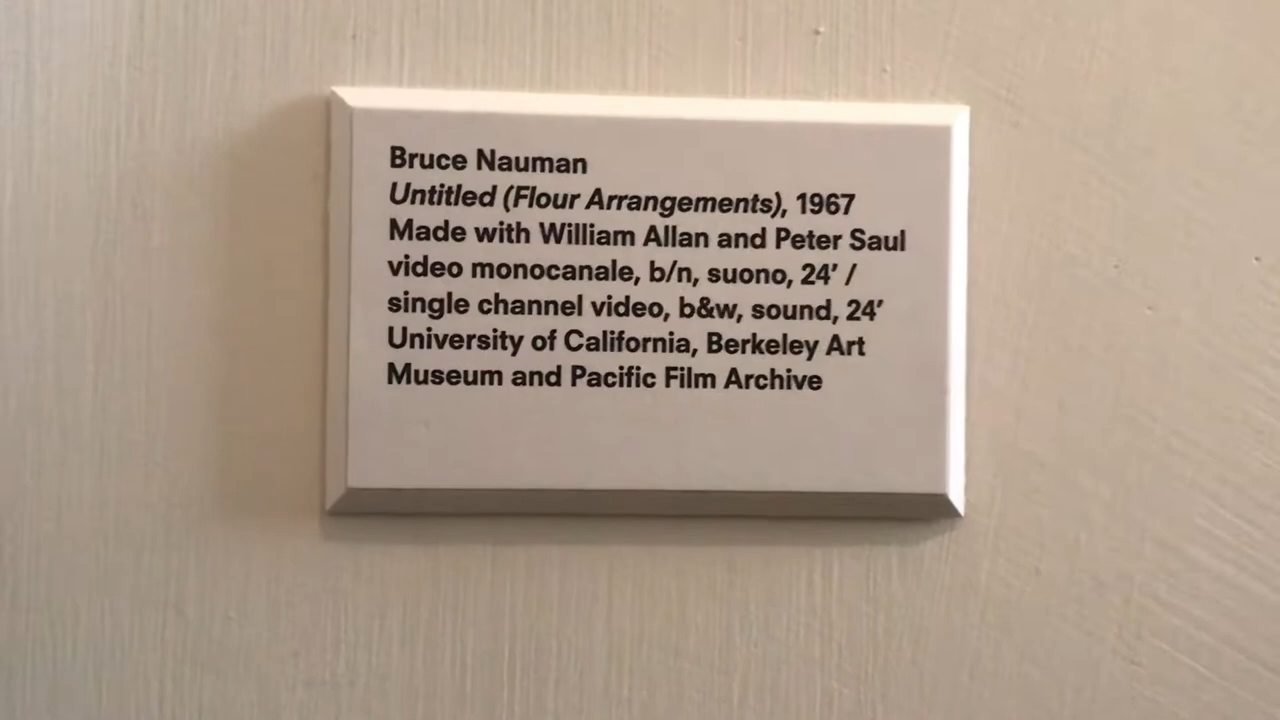 Bruce Nauman
Untitled (Flour Arrangements), 1967
Made with William Allan and Peter Saul
video monocanale, b/n, suono, 24′ /
single channel video, b&w, sound, 24′
University of California, Berkeley Art
Museum and Pacific Film Archive